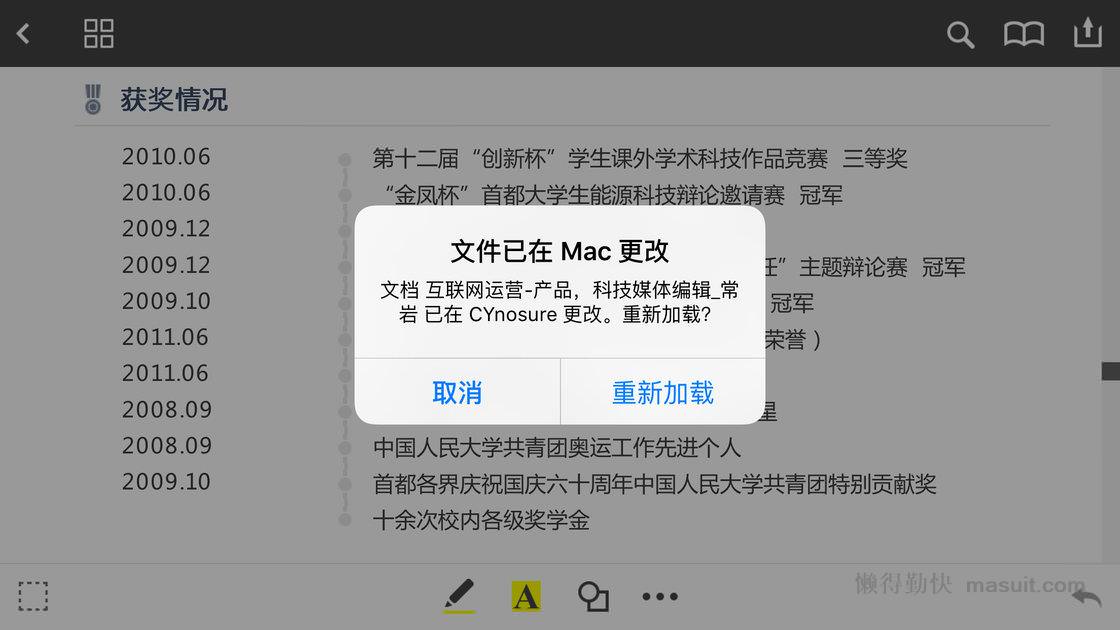 获奖情况
2010.06 第十二届“创新杯”学生课外学术科技作品竞赛 三等奖
2010.06 “金凤杯”首都大学生能源科技辩论邀请赛 冠军
2009.12
2009.12 任”主题辩论赛 冠军
2009.10 冠军
2011.06 荣誉）
2011.06
2008.09 星
2008.09 中国人民大学共青团奥运工作先进个人
2009.10 首都各界庆祝国庆六十周年中国人民大学共青团特别贡献奖
十余次校内各级奖学金
文件已在 Mac 更改
文档 互联网运营-产品，科技媒体编辑_常
岩 已在 CYnosure 更改。重新加载？
取消 重新加载
A
懒得勤快 masuit.com